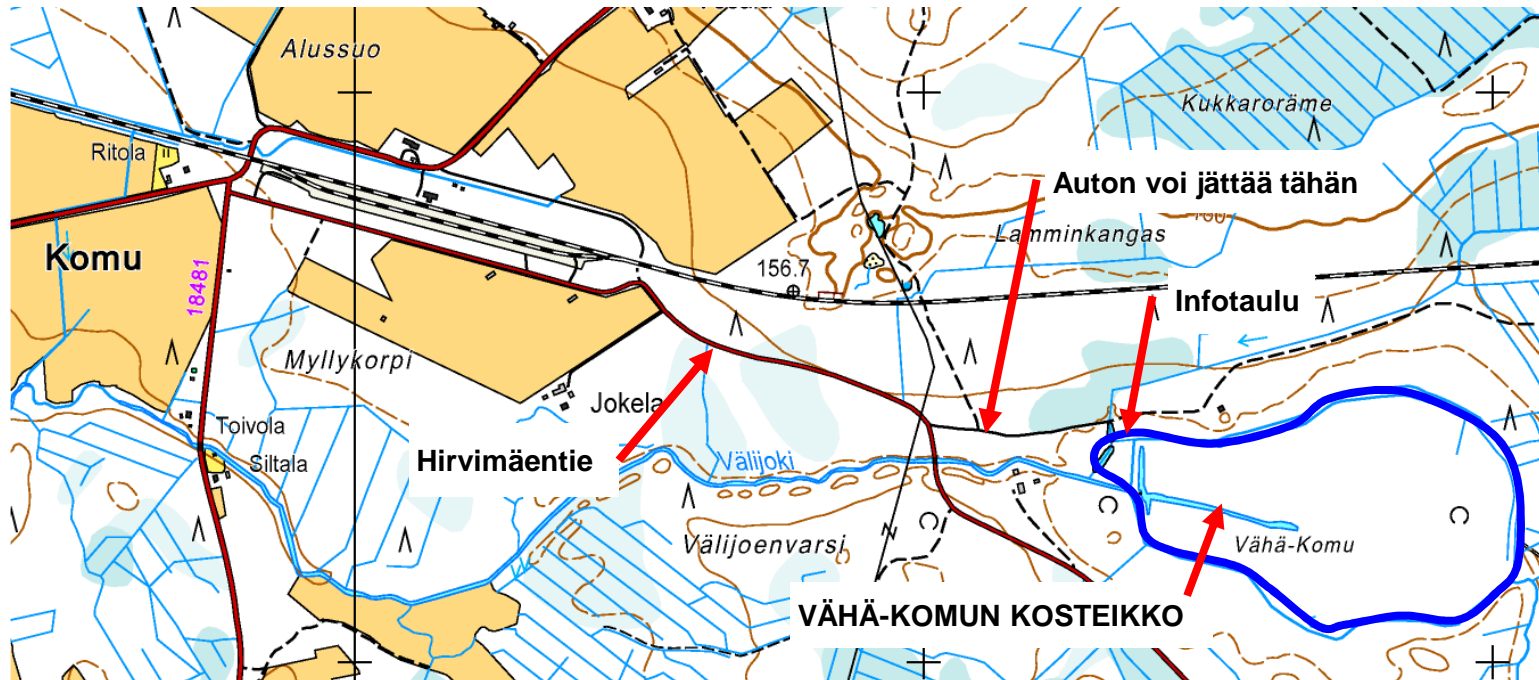 Alussuo
Kukkaroräme
Ritola
Auton voi jättää tähän
Lamminkangas
Komu
156.7
18481
Infotaulu
Myllykorpi
Jokela
Toivola
Siltala
Hirvimäentie
Välijoki
Välijoenvarsi
Vähä-Komu
VÄHÄ-KOMUN KOSTEIKKO